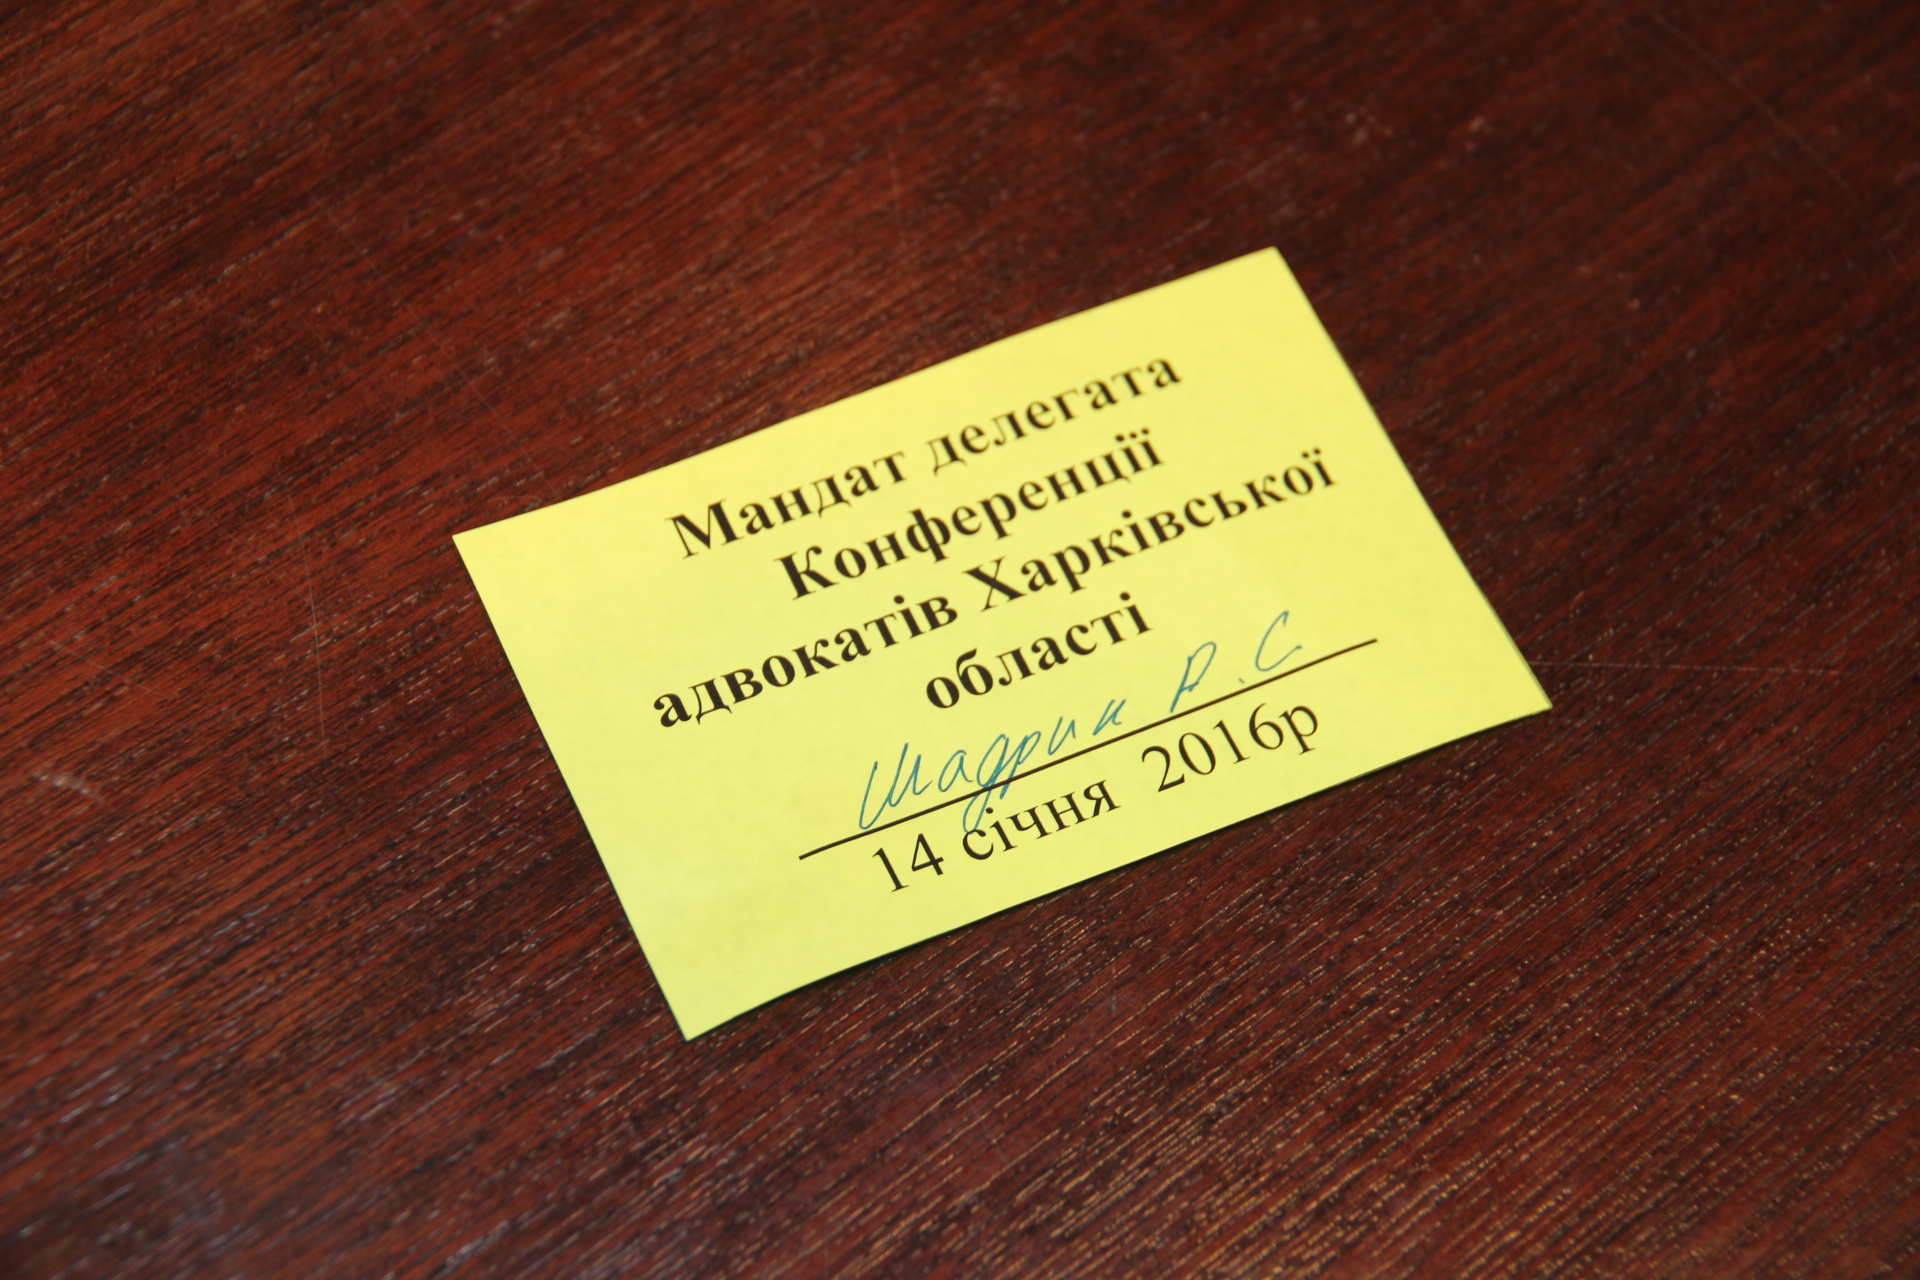 Мандат делегата
Конференції
адвокатів Харківської
області
Шадрин Р.С
14 січня 2016р